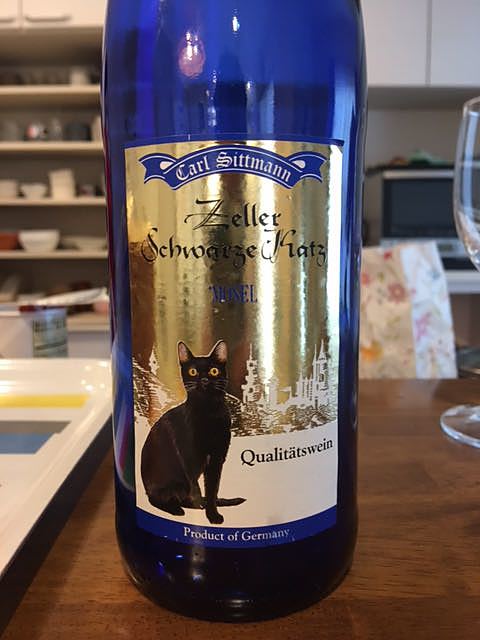 Carl Sittmann
Zeller
Schwarze Katz
MOSEL
Qualitätswein
Product of Germany